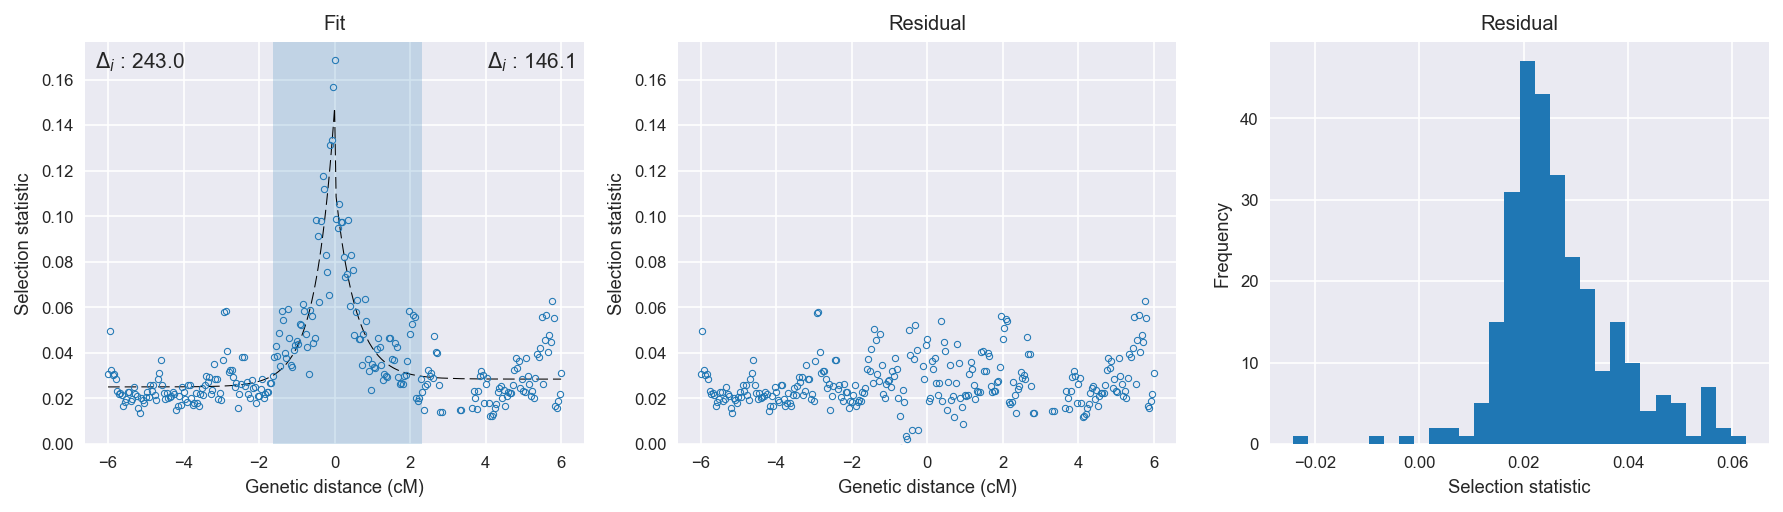 Fit
Δi : 243.0
Δi : 146.1
0.16
0.14
0.12
0.10
0.08
0.06
0.04
0.02
0.00
Selection statistic
−6 −4 −2 0 2 4 6
Genetic distance (cM)
Residual
0.16
0.14
0.12
0.10
0.08
0.06
0.04
0.02
0.00
Selection statistic
−6 −4 −2 0 2 4 6
Genetic distance (cM)
Residual
40
30
20
10
0
Frequency
−0.02 0.00 0.02 0.04 0.06
Selection statistic